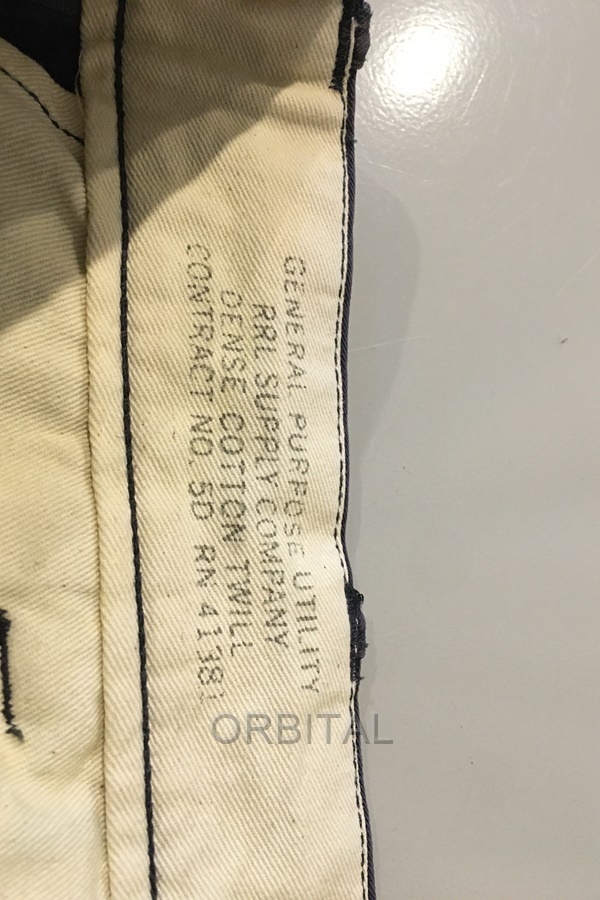 GENERAL PURPOSE UTILITY
RRL SUPPLY COMPANY
DENSE COTTON TWILL
CONTRACT NO. 5D RN 41381
ORBITAL